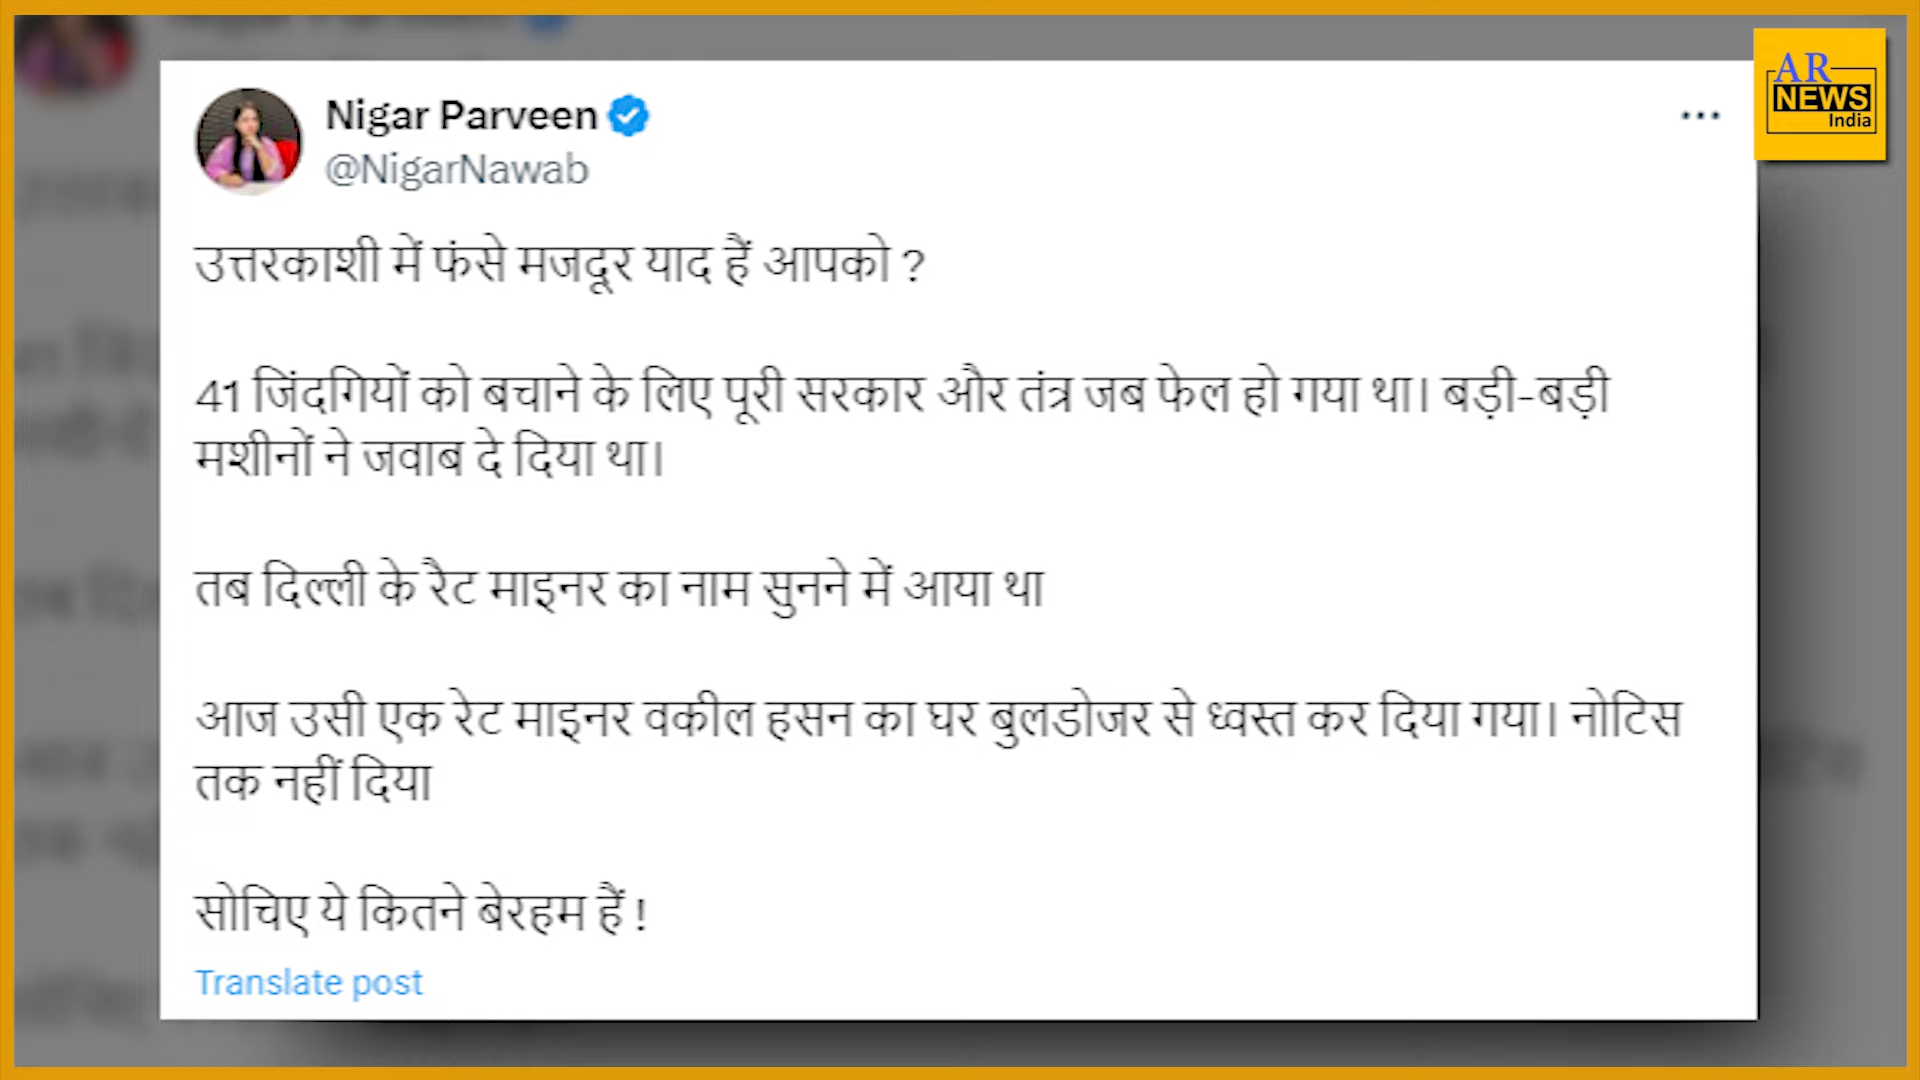 Nigar Parveen
@NigarNawab
AR
NEWS
India
उत्तरकाशी में फंसे मजदूर याद हैं आपको ?
41 जिंदगियों को बचाने के लिए पूरी सरकार और तंत्र जब फेल हो गया था। बड़ी-बड़ी
मशीनों ने जवाब दे दिया था।
तब दिल्ली के रैट माइनर का नाम सुनने में आया था
आज उसी एक रेट माइनर वकील हसन का घर बुलडोजर से ध्वस्त कर दिया गया। नोटिस
तक नहीं दिया
सोचिए ये कितने बेरहम हैं !
Translate post